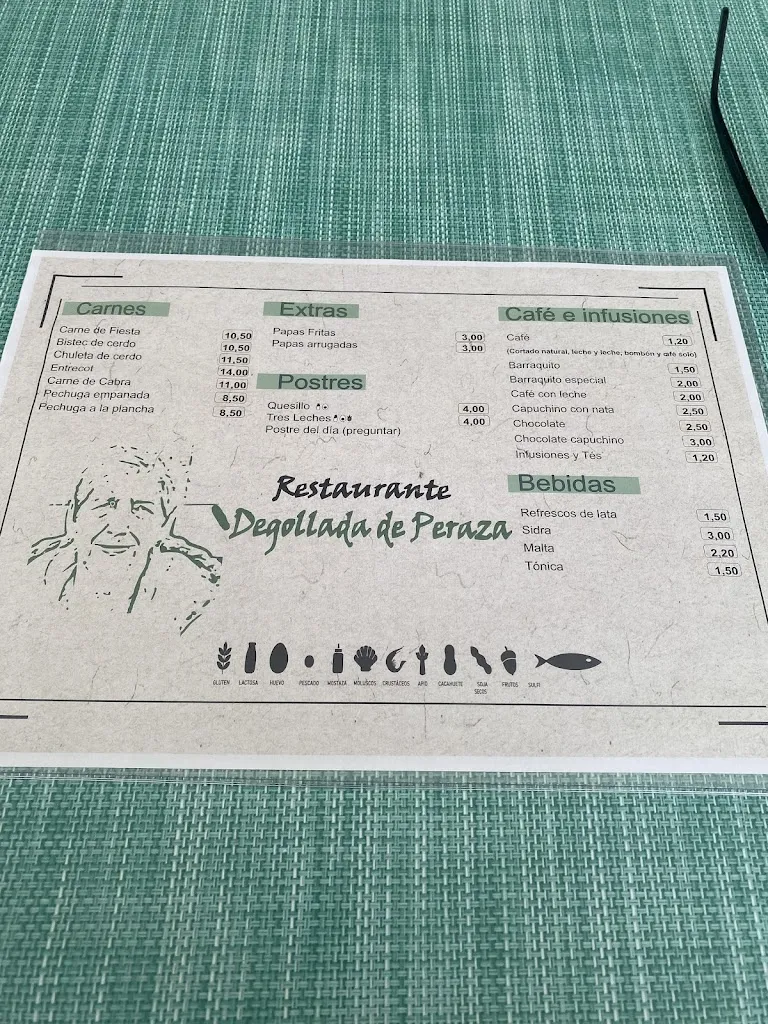 Carnes
Carne de Fiesta 10,50
Bistec de cerdo 10,50
Chuleta de cerdo 11,50
Entrecot 14,00
Carne de Cabra 11,00
Pechuga empanada 8,50
Pechuga a la plancha 8,50
Extras
Papas Fritas 3,00
Papas arrugadas 3,00
Postres
Quesillo 4,00
Tres Leches 4,00
Postre del día (preguntar)
Café e infusiones
Café 1,20
(Cortado natural, leche y leche, bombón y café solo)
Barraquito 1,50
Barraquito especial 2,00
Café con leche 2,00
Capuchino con nata 2,50
Chocolate 2,50
Chocolate capuchino 3,00
Infusiones y Tés 1,20
Bebidas
Refrescos de lata 1,50
Sidra 3,00
Malta 2,20
Tónica 1,50
Restaurante
Degollada de Peraza
GLUTEN LACTOSA HUEVO PESCADO MOSTAZA MOLUSCOS CRUSTÁCEOS APIO CACAHUETE SOJA FRUTOS SULFI
SECOS